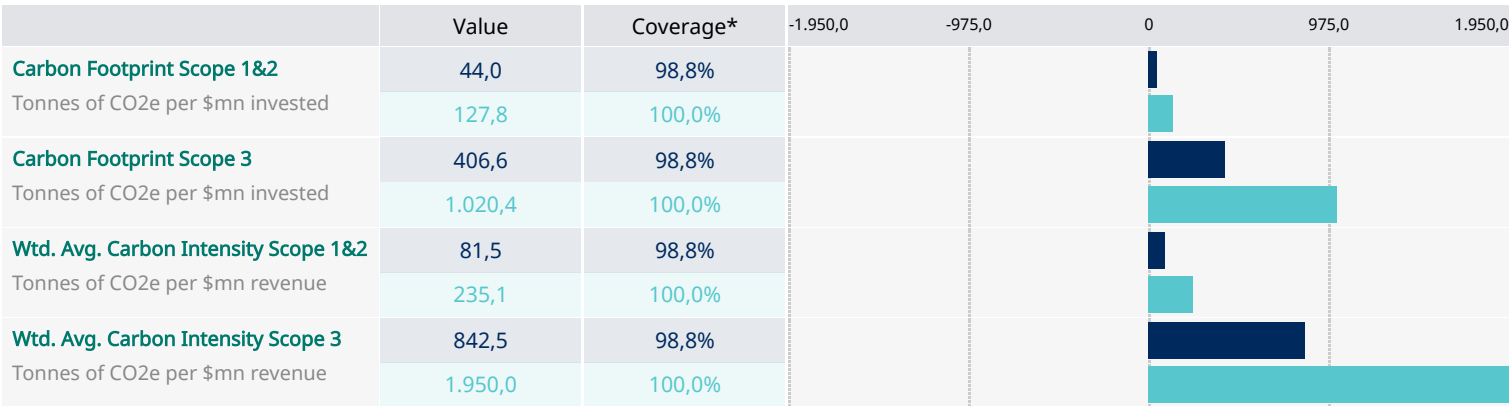 Value Coverage* -1.950,0 -975,0 0 975,0 1.950,0
Carbon Footprint Scope 1&2 44,0 98,8%
Tonnes of CO2e per $mn invested 127,8 100,0%
Carbon Footprint Scope 3 406,6 98,8%
Tonnes of CO2e per $mn invested 1.020,4 100,0%
Wtd. Avg. Carbon Intensity Scope 1&2 81,5 98,8%
Tonnes of CO2e per $mn revenue 235,1 100,0%
Wtd. Avg. Carbon Intensity Scope 3 842,5 98,8%
Tonnes of CO2e per $mn revenue 1.950,0 100,0%